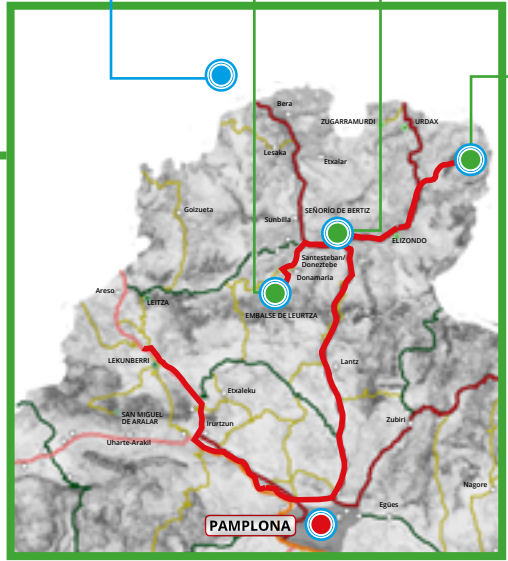 Bera
ZUGARRAMURDI
URDAX
Lesaka
Etxalar
Goizueta
SEÑORÍO DE BERTIZ
Sunbilla
ELIZONDO
Santesteban/
Doneztebe
Donamaria
Areso
LEITZA
EMBALSE DE LEURTZA
LEKUNBERRI
Lantz
Etxaleku
SAN MIGUEL
DE ARALAR
Irurtzun
Zubiri
Uharte-Arakil
Nagore
Egües
PAMPLONA